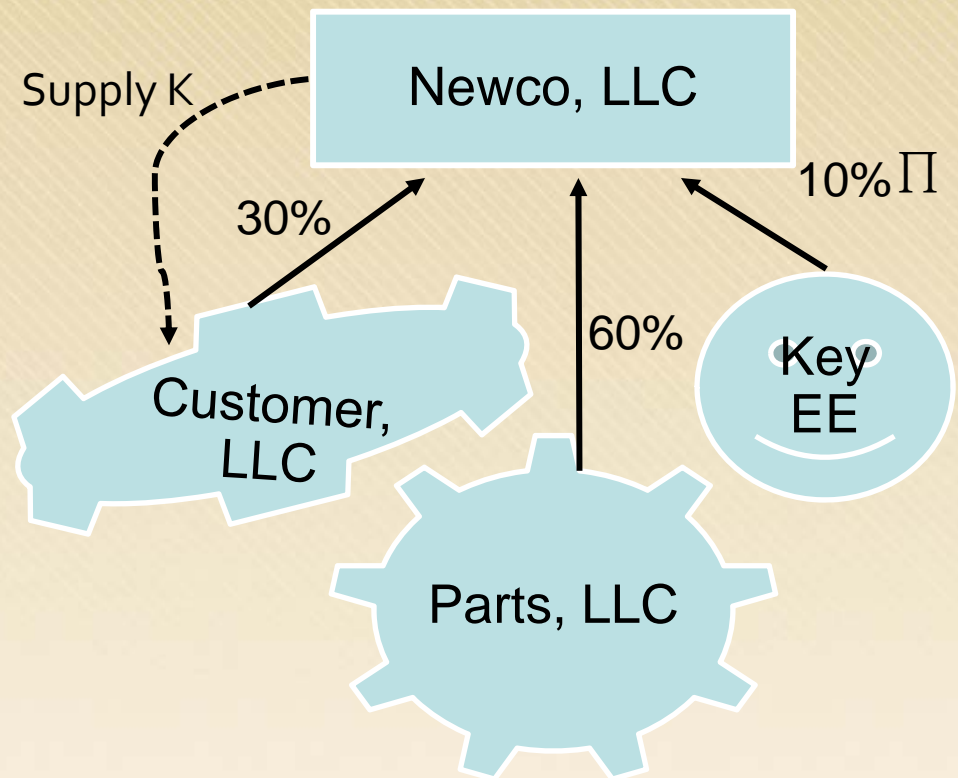 Newco, LLC
Supply K
10% ∏
30%
60%
Key
EE
Customer,
LLC
Parts, LLC